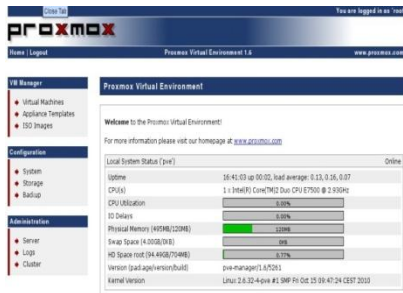 Close Tab
You are logged in as 'root'
proxmox
Home | Logout
Proxmox Virtual Environment 1.6
www.proxmox.com
VM Manager
Virtual Machines
Appliance Templates
ISO Images
Configuration
System
Storage
Backup
Administration
Server
Logs
Cluster
Proxmox Virtual Environment
Welcome to the Proxmox Virtual Environment!
For more information please visit our homepage at www.proxmox.com
Local System Status ('pve') Online
Uptime 16:41:03 up 00:02, load average: 0.13, 0.16, 0.07
CPU(s) 1 x Intel(R) Core(TM)2 Duo CPU E7500 @ 2.93GHz
CPU Utilization 0.00%
IO Delays 0.00%
Physical Memory (495MB/120MB) 120MB
Swap Space (4.00GB/0KB) 0KB
HD Space root (94.49GB/704MB) 0.77%
Version (package/version/build) pve-manager/1.6/5261
Kernel Version Linux 2.6.32-4-pve #1 SMP Fri Oct 15 09:47:24 CEST 2010